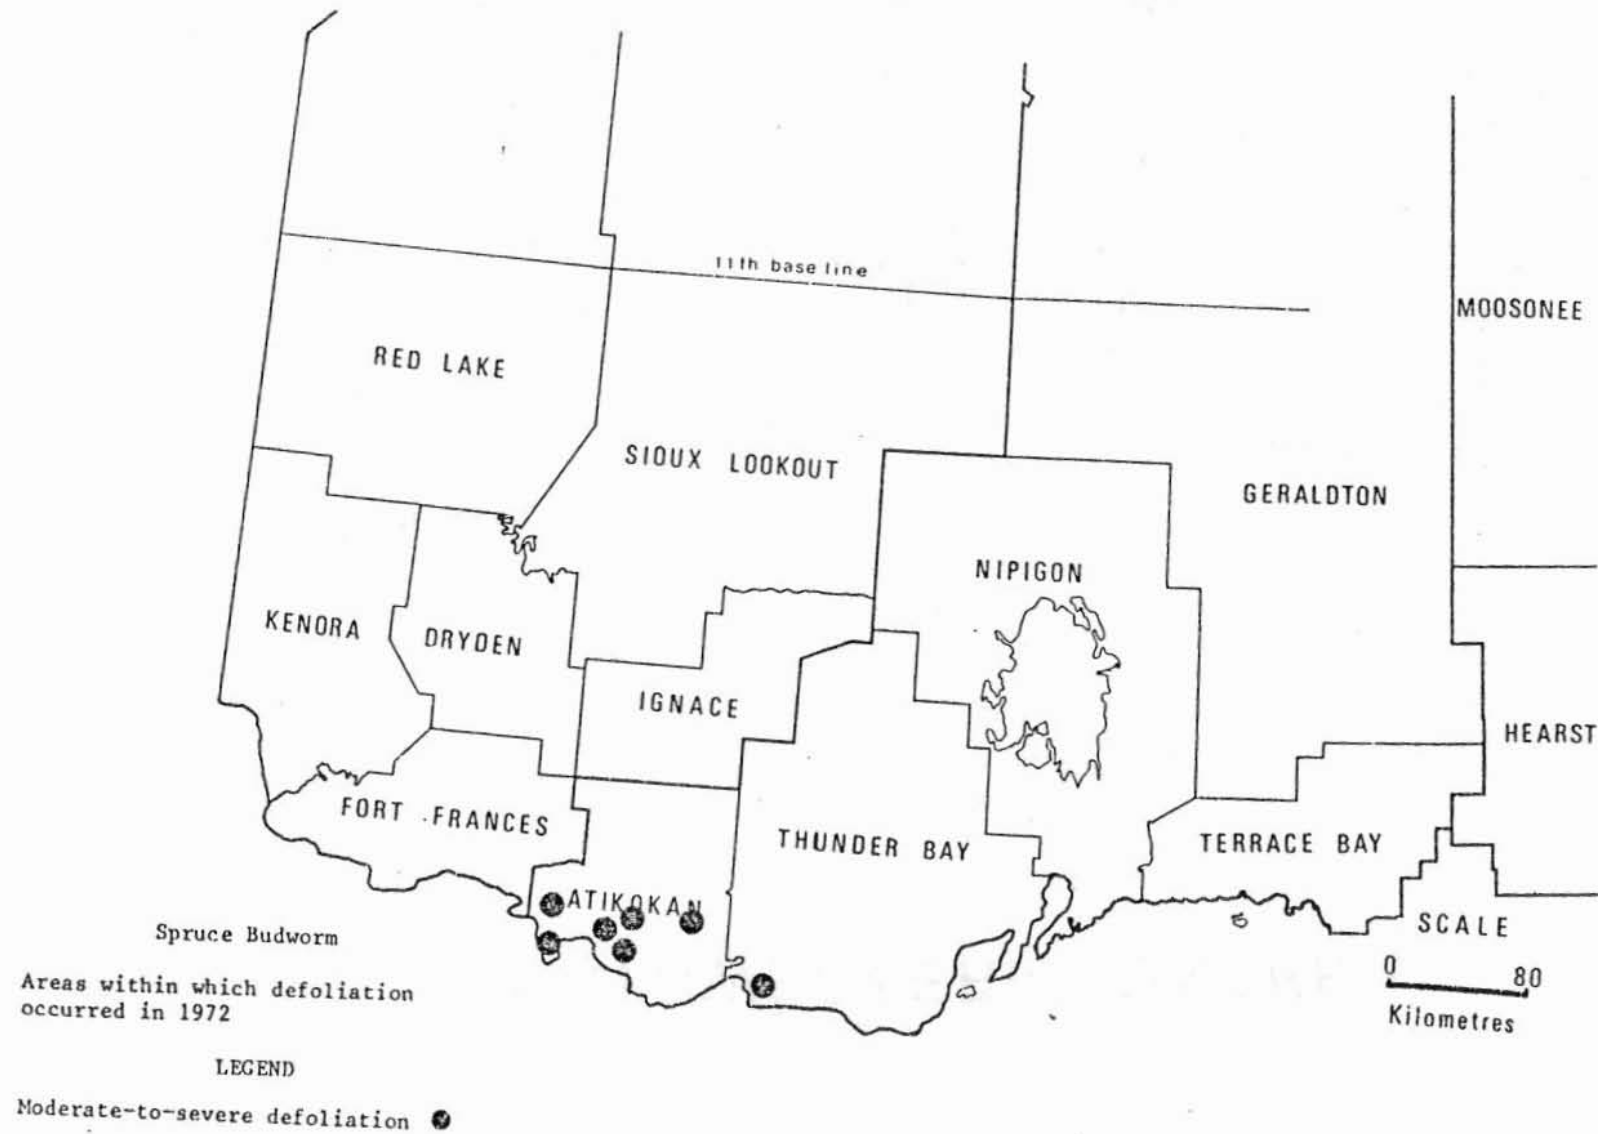 11th base line
MOOSONEE
RED LAKE
SIOUX LOOKOUT
GERALDTON
NIPIGON
KENORA
DRYDEN
IGNACE
HEARST
FORT FRANCES
THUNDER BAY
TERRACE BAY
ATIKOKAN
SCALE
0 80
Kilometres
Spruce Budworm
Areas within which defoliation
occurred in 1972
LEGEND
Moderate-to-severe defoliation